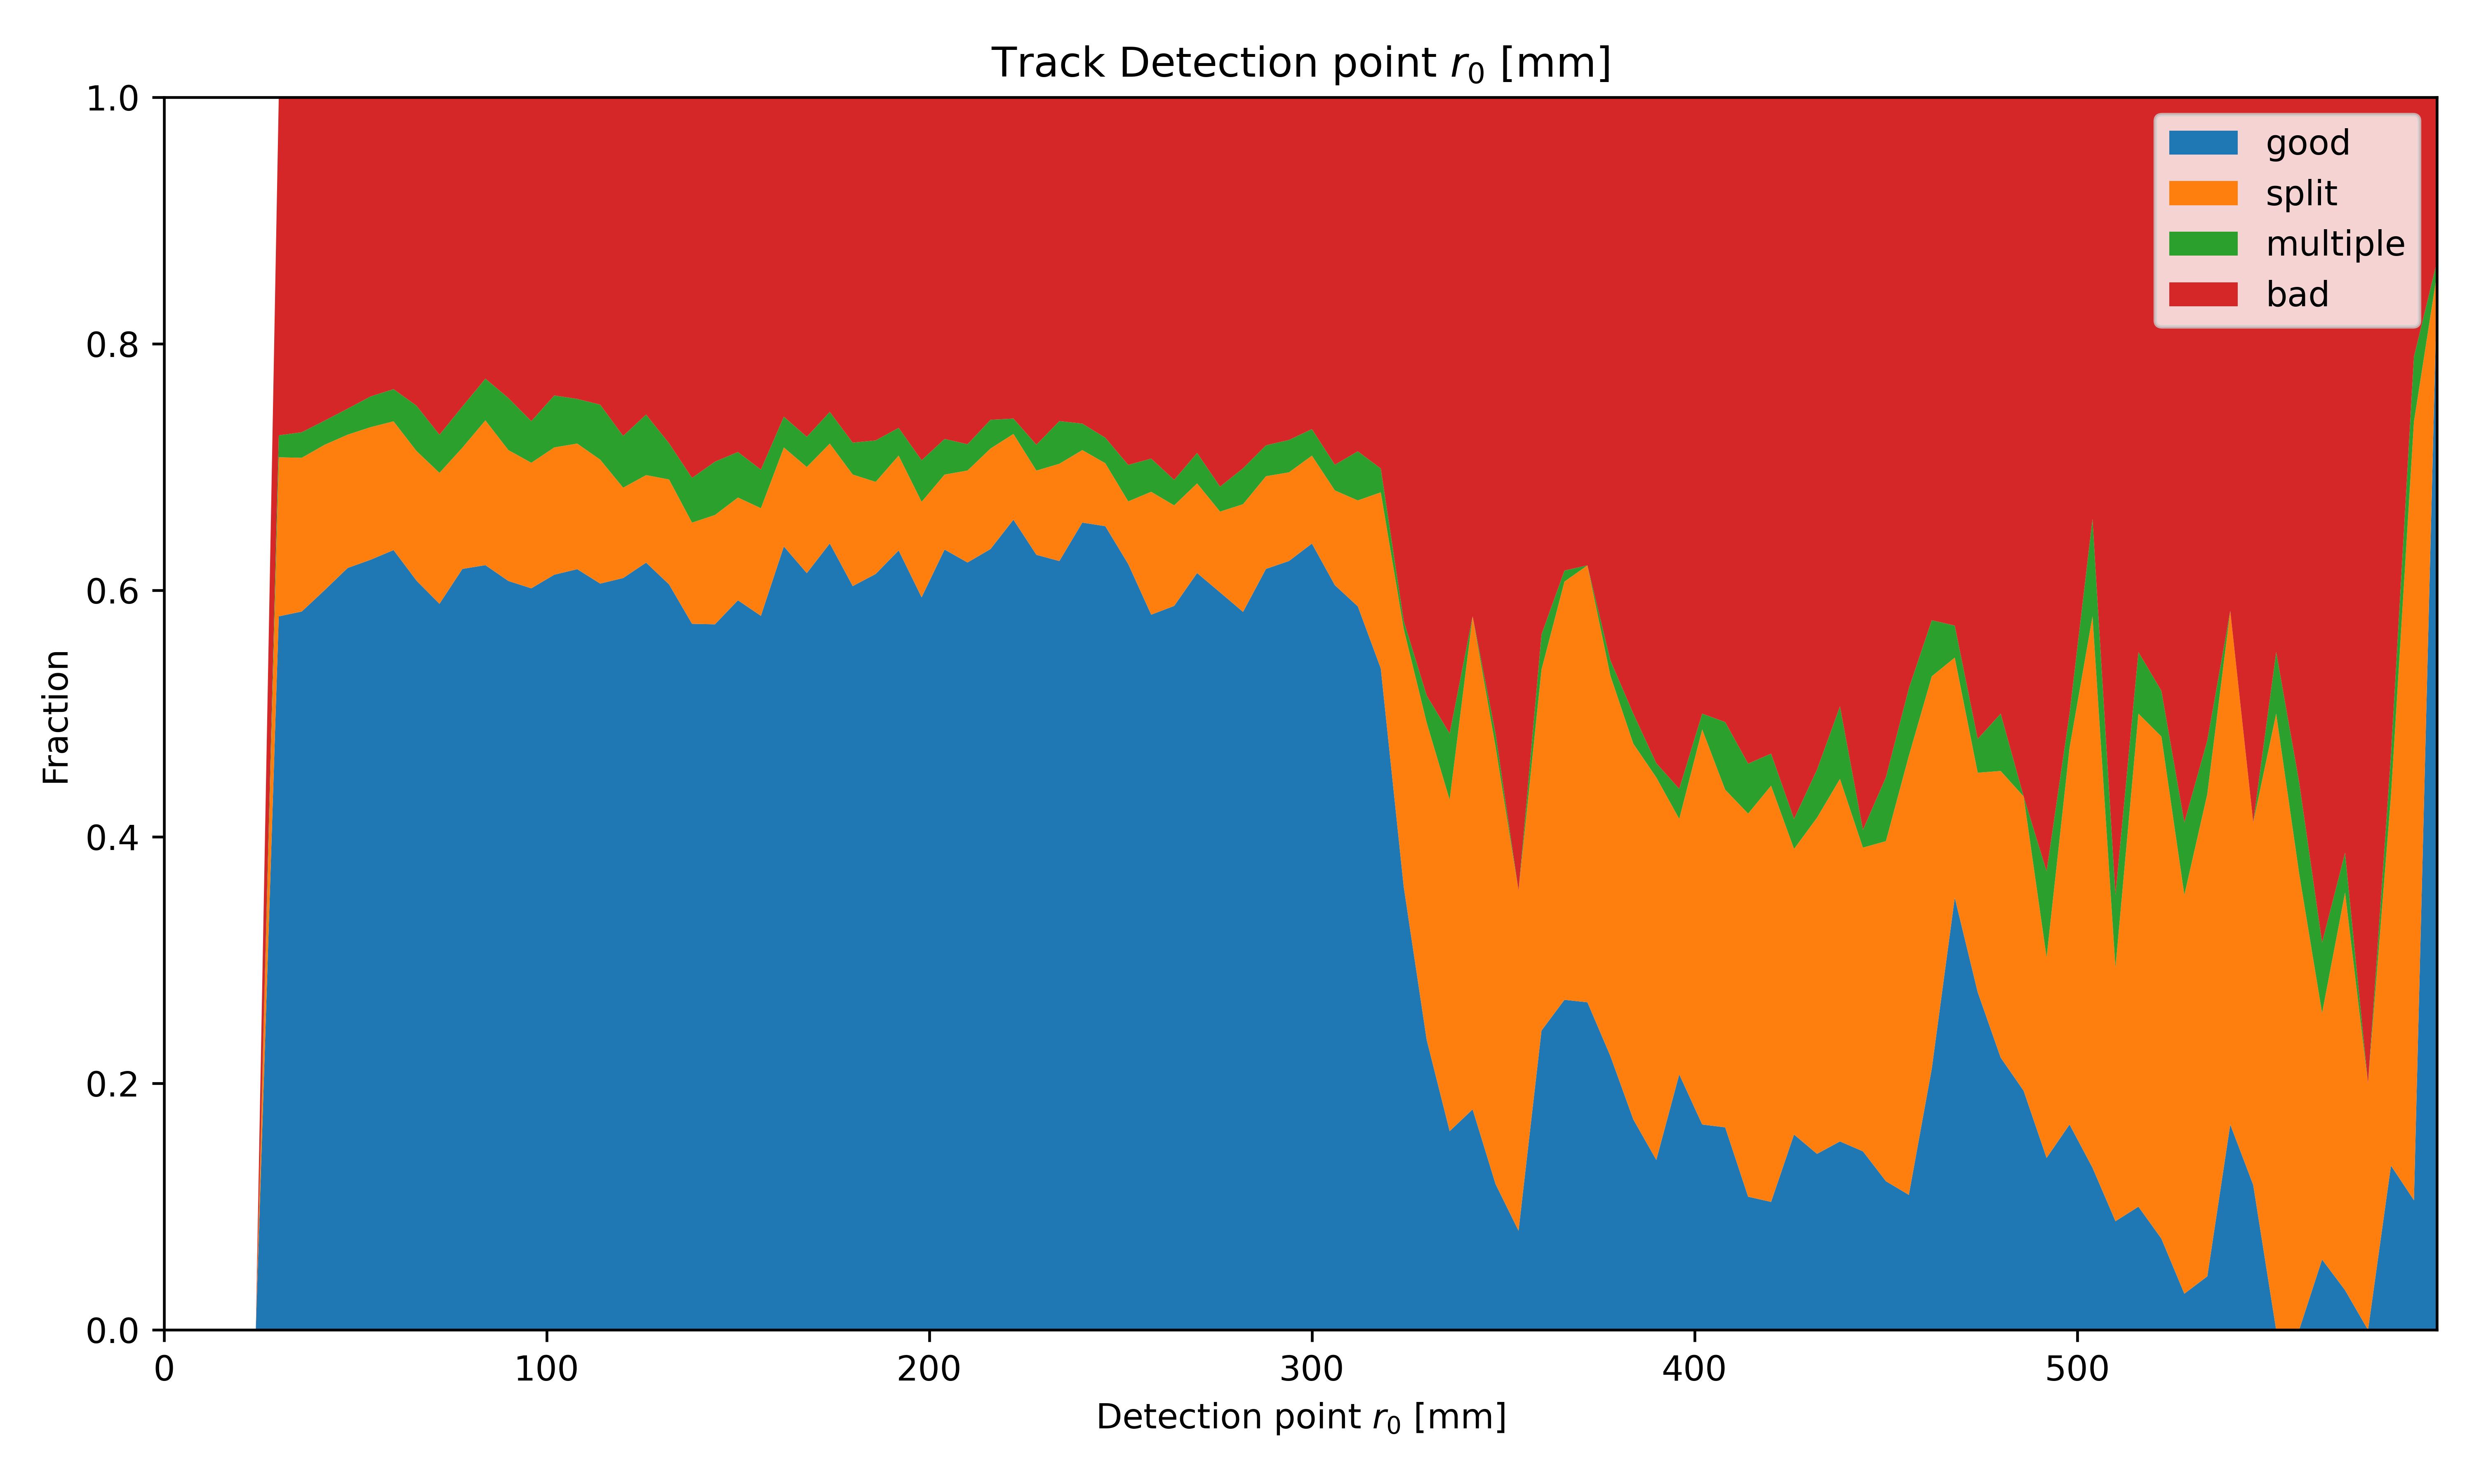 Track Detection point r₀ [mm]
1.0
0.8
0.6
0.4
0.2
0.0
Fraction
good
split
multiple
bad
0 100 200 300 400 500
Detection point r₀ [mm]